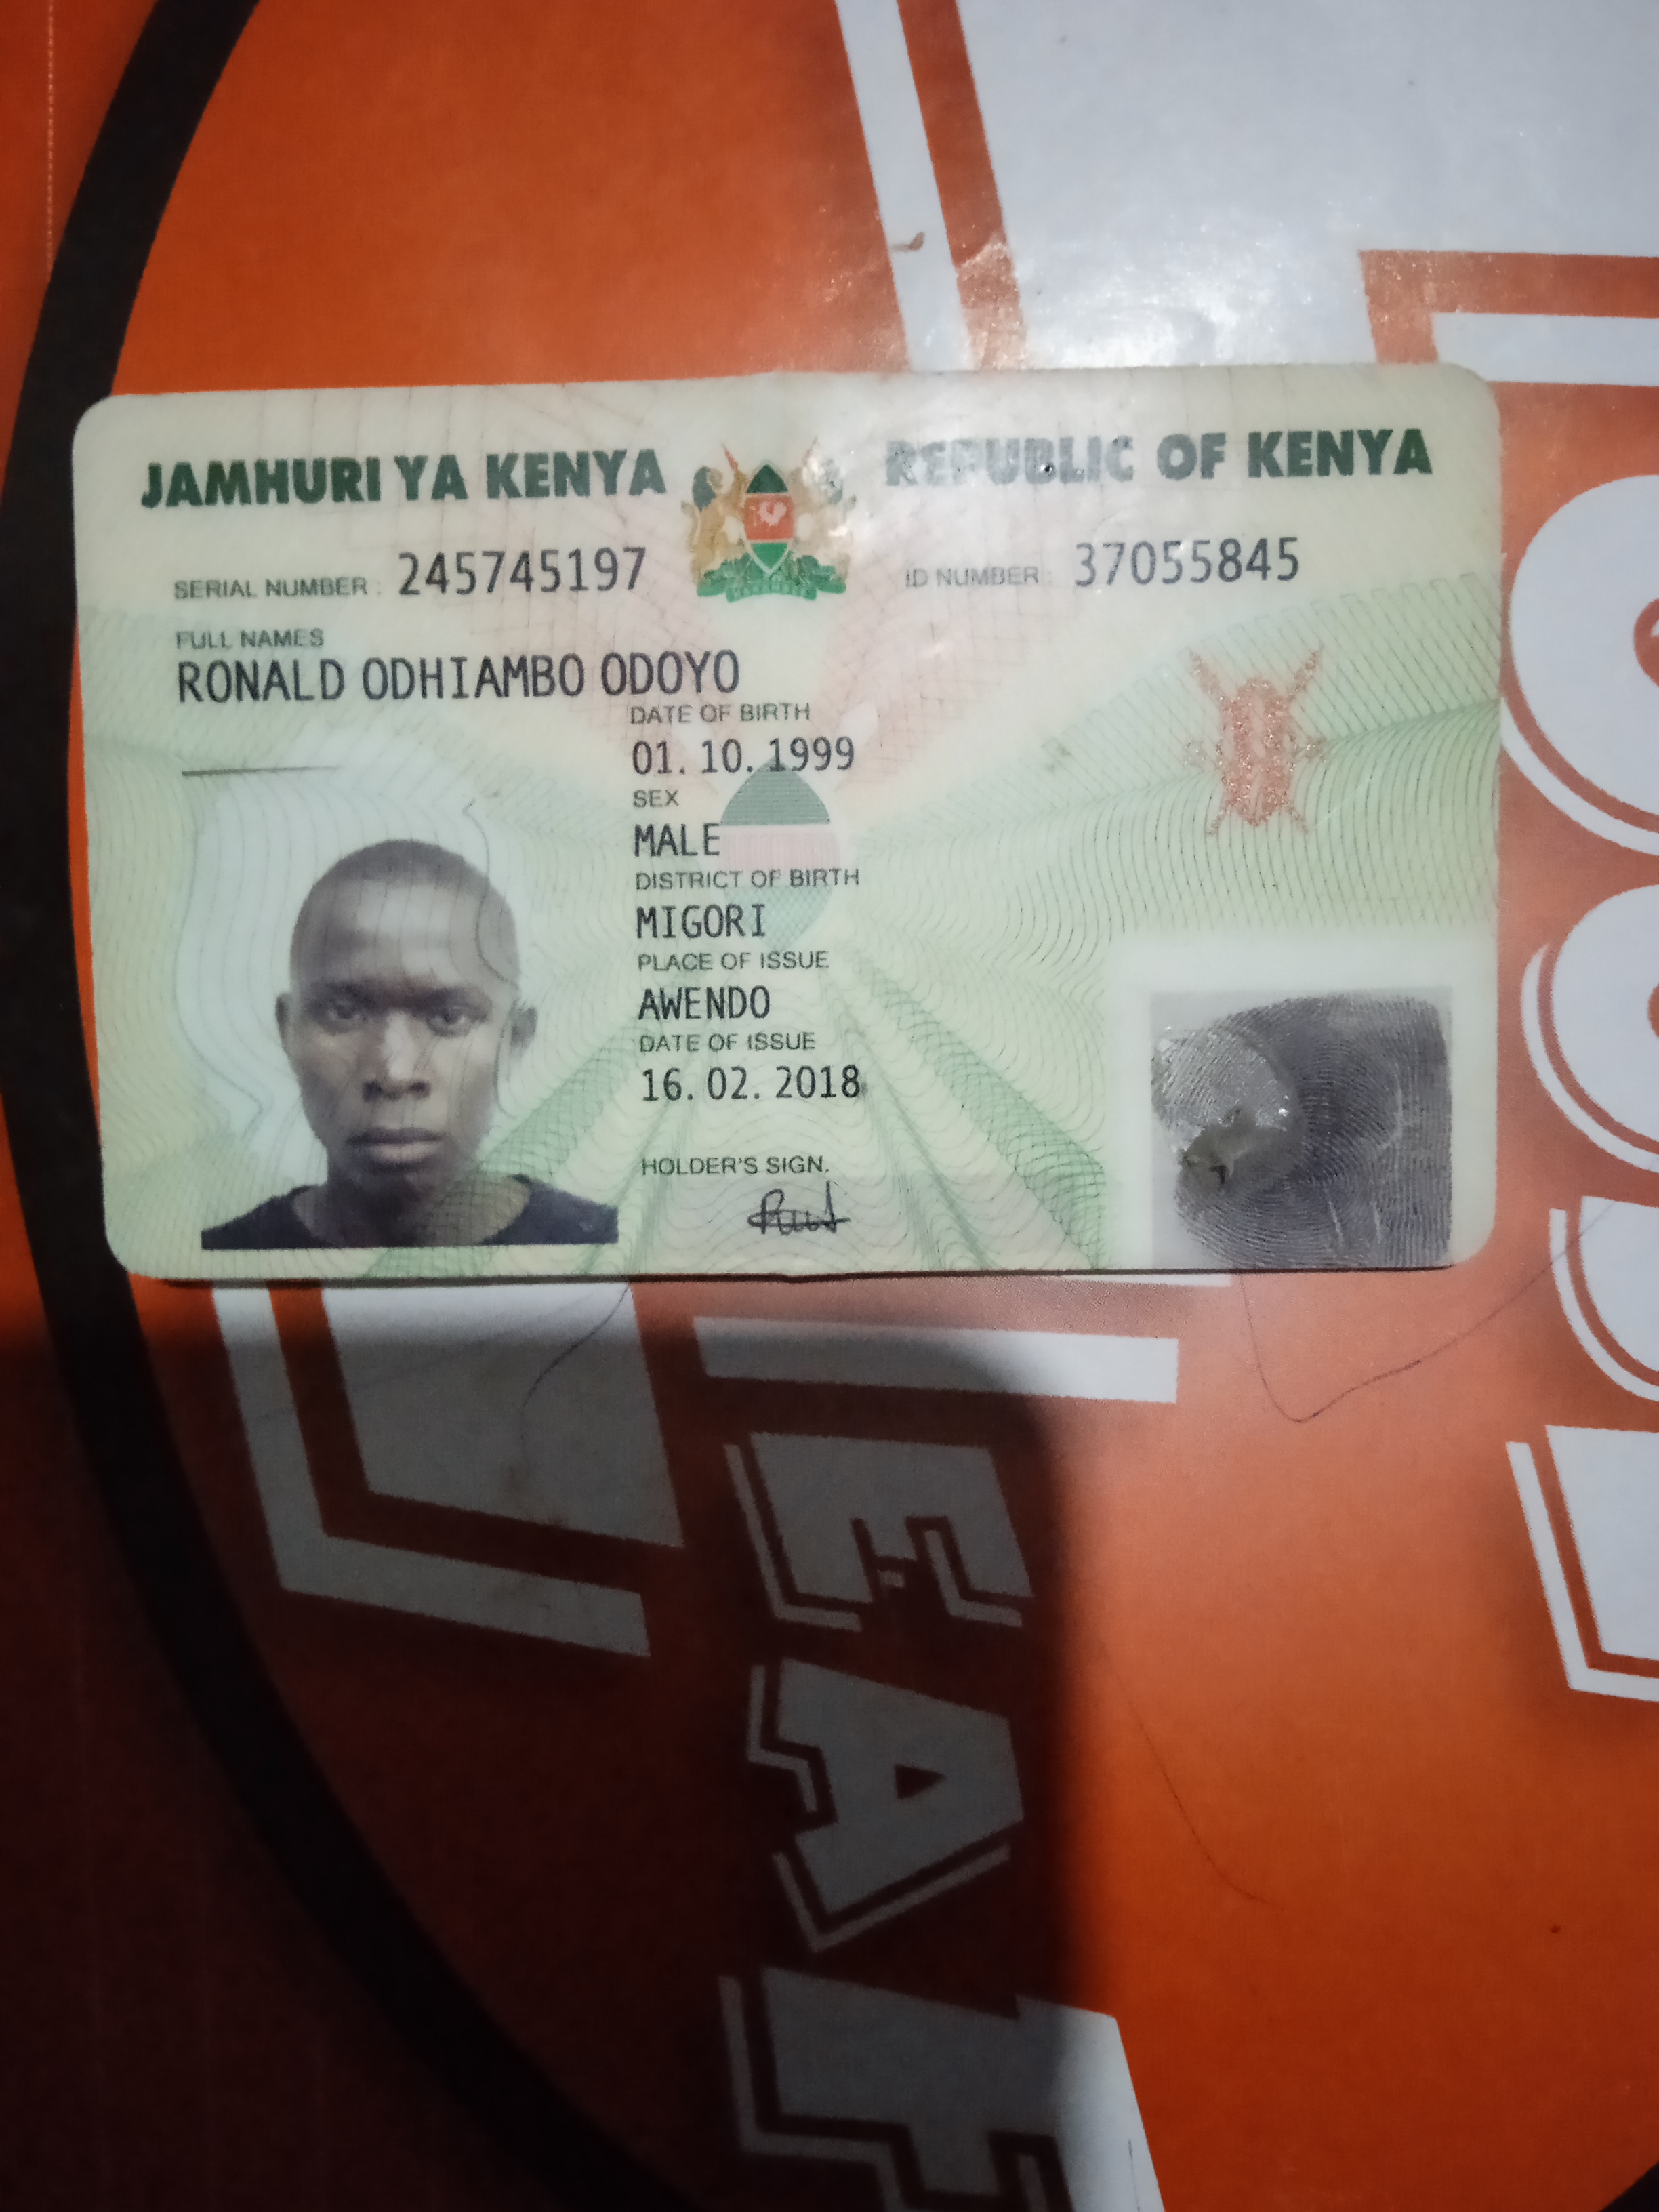 JAMHURI YA KENYA
REPUBLIC OF KENYA
SERIAL NUMBER : 245745197
ID NUMBER : 37055845
FULL NAMES
RONALD ODHIAMBO ODOYO
DATE OF BIRTH
01. 10. 1999
SEX
MALE
DISTRICT OF BIRTH
MIGORI
PLACE OF ISSUE
AWENDO
DATE OF ISSUE
16. 02. 2018
HOLDER'S SIGN.